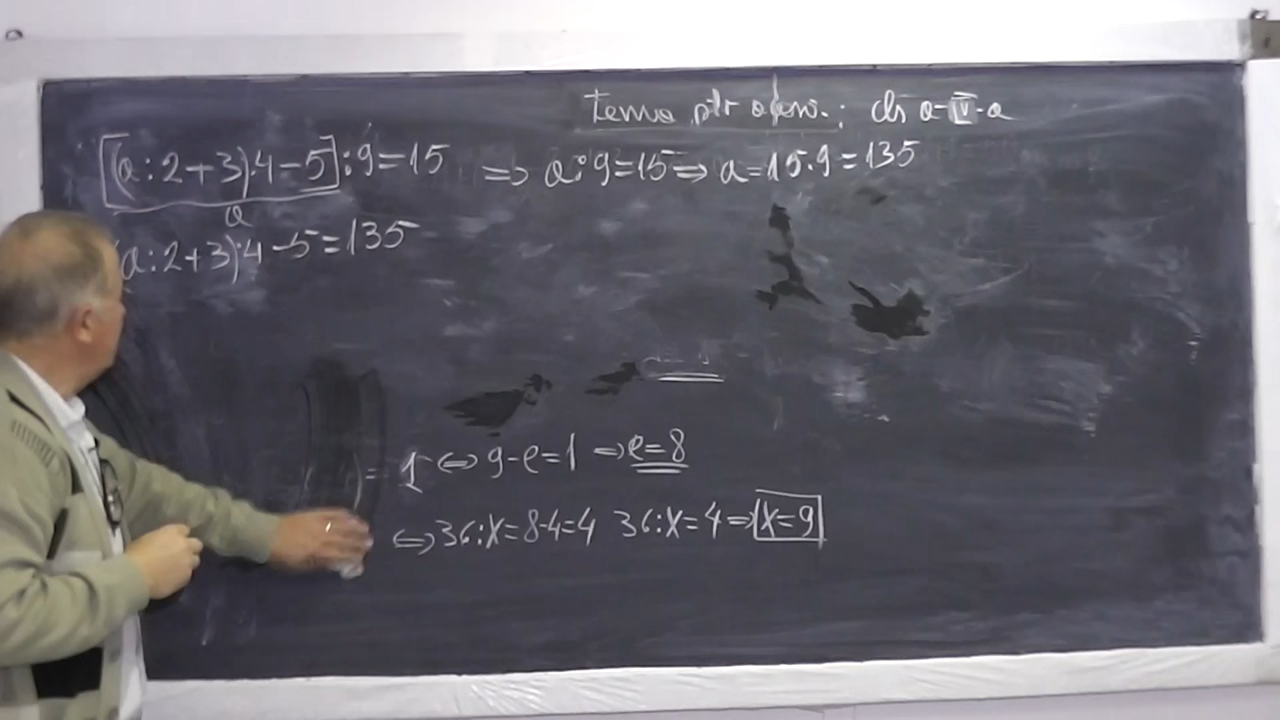 tema ptr acas.: cls a-IV-a
[(a:2+3)·4-5]:9=15 ⇒ a:9=15 ⇒ a=15·9=135
a
(a:2+3)·4-5=135
= 1 ⇔ 9-e=1 ⇒ e=8
⇔ 36:x=8-4=4 36:x=4 ⇒ x=9